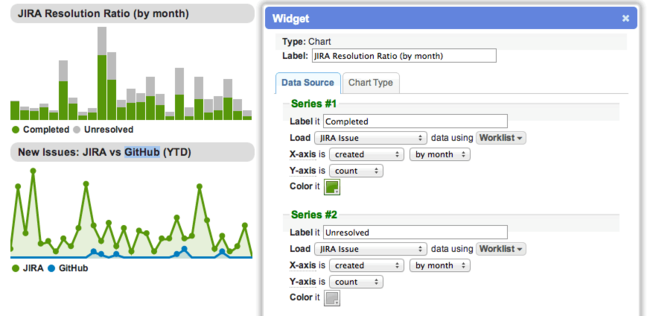 JIRA Resolution Ratio (by month)
Completed Unresolved
New Issues: JIRA vs GitHub (YTD)
JIRA GitHub
Widget ×
Type: Chart
Label: JIRA Resolution Ratio (by month)
Data Source Chart Type
Series #1
Label it Completed
Load JIRA Issue data using Worklist
X-axis is created by month
Y-axis is count
Color it
Series #2
Label it Unresolved
Load JIRA Issue data using Worklist
X-axis is created by month
Y-axis is count
Color it